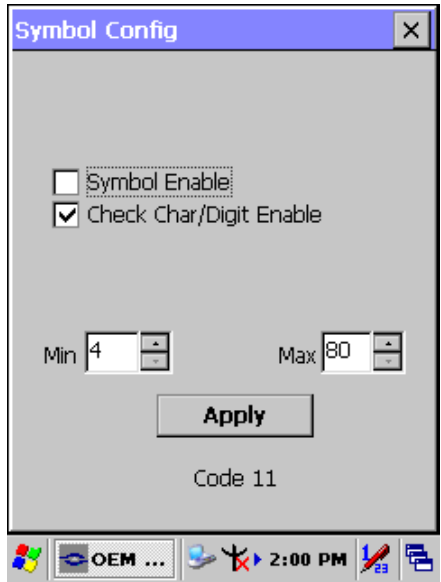 Symbol Config
Symbol Enable
Check Char/Digit Enable
Min 4 Max 80
Apply
Code 11
OEM ... 2:00 PM